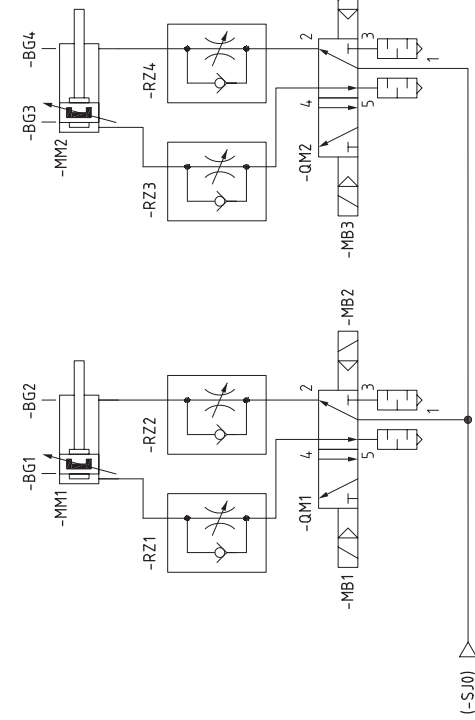 -BG1
-BG2
-MM1
-RZ1
-RZ2
4
2
-QM1
5
3
1
-MB1
-MB2
-BG3
-BG4
-MM2
-RZ3
-RZ4
4
2
-QM2
5
3
1
-MB3
(-SJ0)